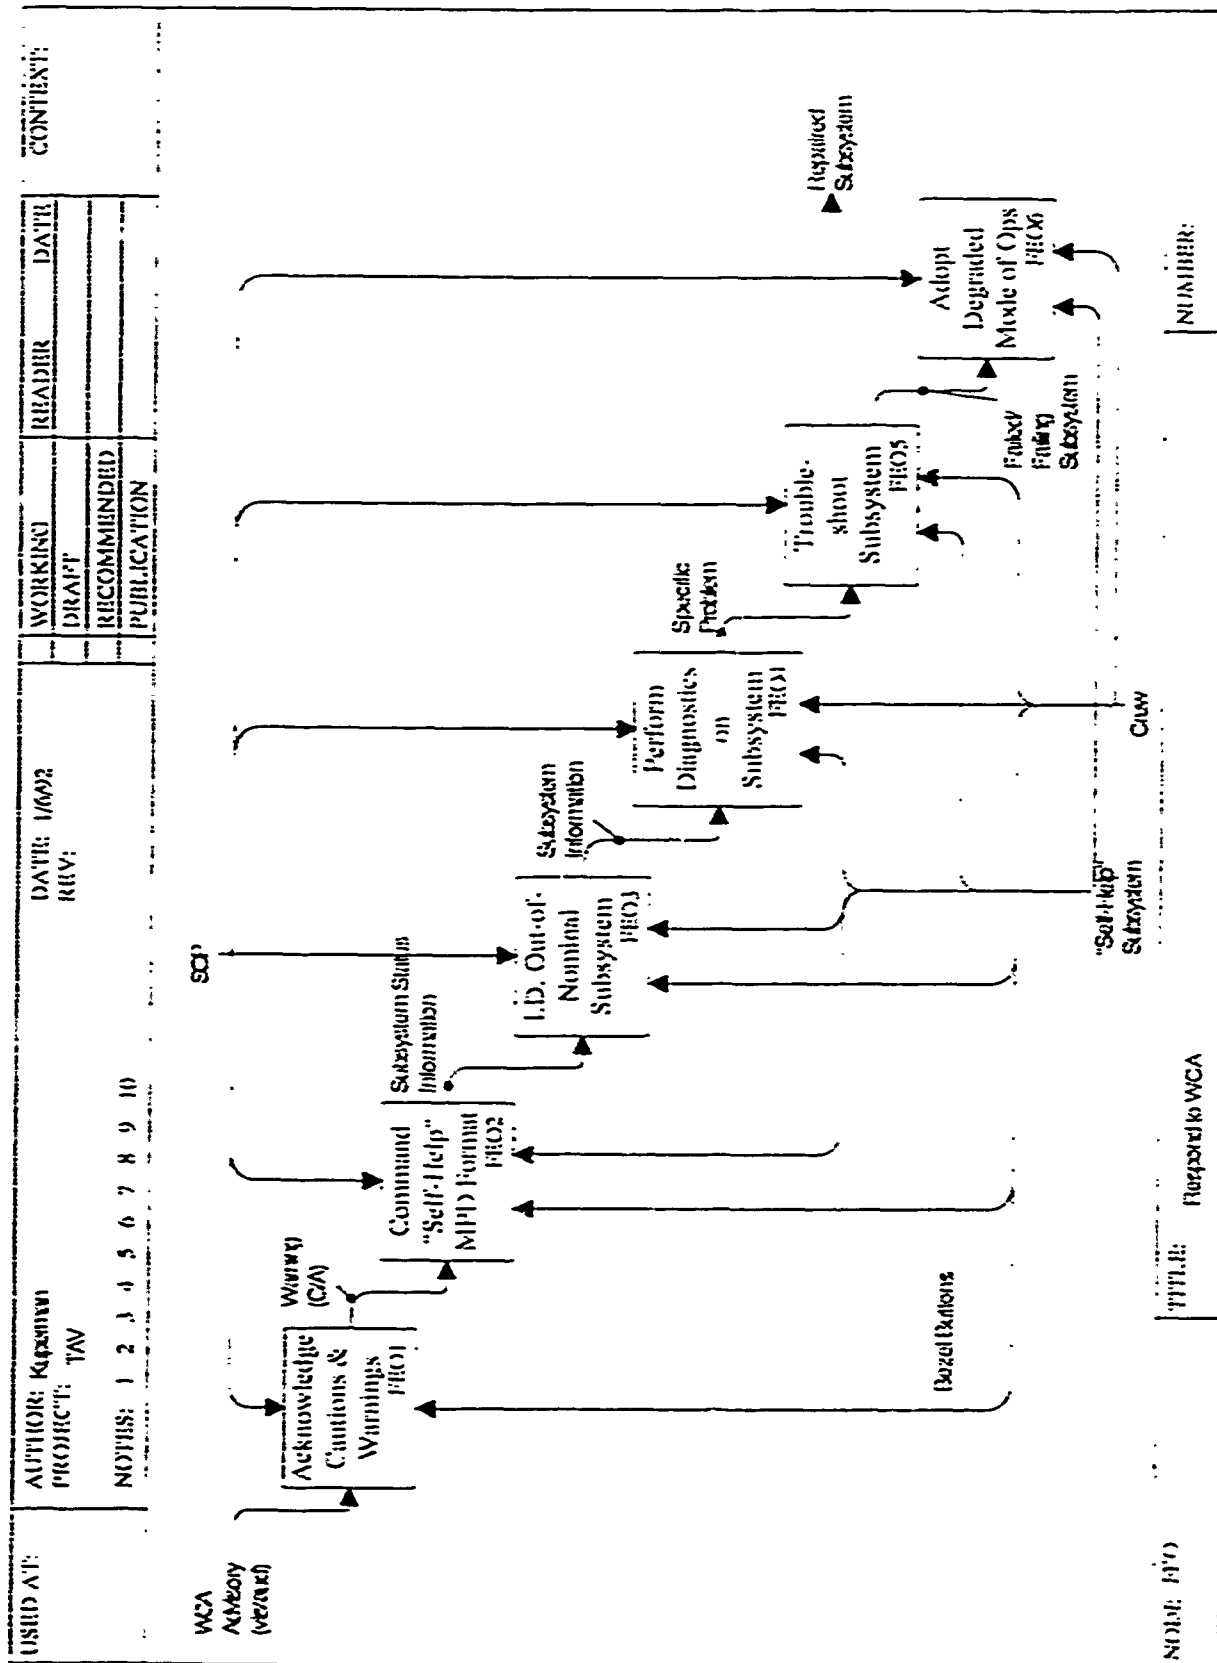 USED AT:
AUTHOR: Kuperman
PROJECT: TAV
NOTES: 1 2 3 4 5 6 7 8 9 10
DATE: 1/6/92
REV:
WORKING
DRAFT
RECOMMENDED
PUBLICATION
READER DATE
CONTEXT:
WCA
Advisory
(vis/aud)
Acknowledge
Cautions &
Warnings
Warning
(C/A)
Command
"Self-Help"
MPD Format
Subsystem Status
Information
I.D. Out-of-
Nominal
Subsystem
Subsystem
Information
Perform
Diagnostics
on
Subsystem
Specific
Problem
Trouble-
shoot
Subsystem
Failed/
Failing
Subsystem
Adopt
Degraded
Mode of Ops
Repaired
Subsystem
Bezel Buttons
"Self-Help"
Subsystem
Crew
NODE:
TITLE:
Respond to WCA
NUMBER: